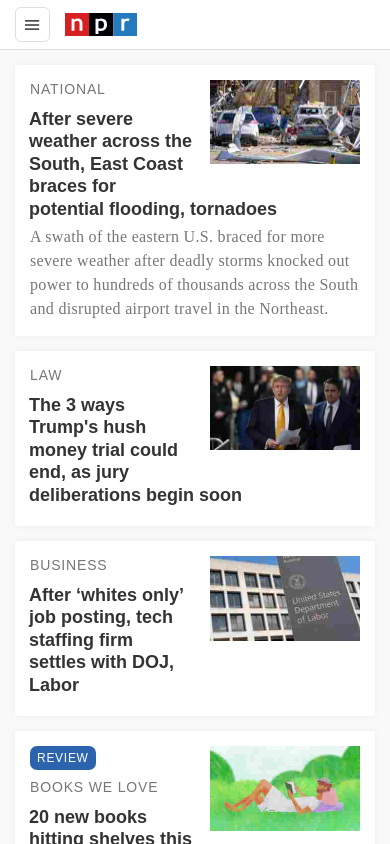 npr
NATIONAL
After severe
weather across the
South, East Coast
braces for
potential flooding, tornadoes
A swath of the eastern U.S. braced for more
severe weather after deadly storms knocked out
power to hundreds of thousands across the South
and disrupted airport travel in the Northeast.
LAW
The 3 ways
Trump's hush
money trial could
end, as jury
deliberations begin soon
BUSINESS
After ‘whites only’
job posting, tech
staffing firm
settles with DOJ,
Labor
United States
Department
of Labor
REVIEW
BOOKS WE LOVE
20 new books
hitting shelves this